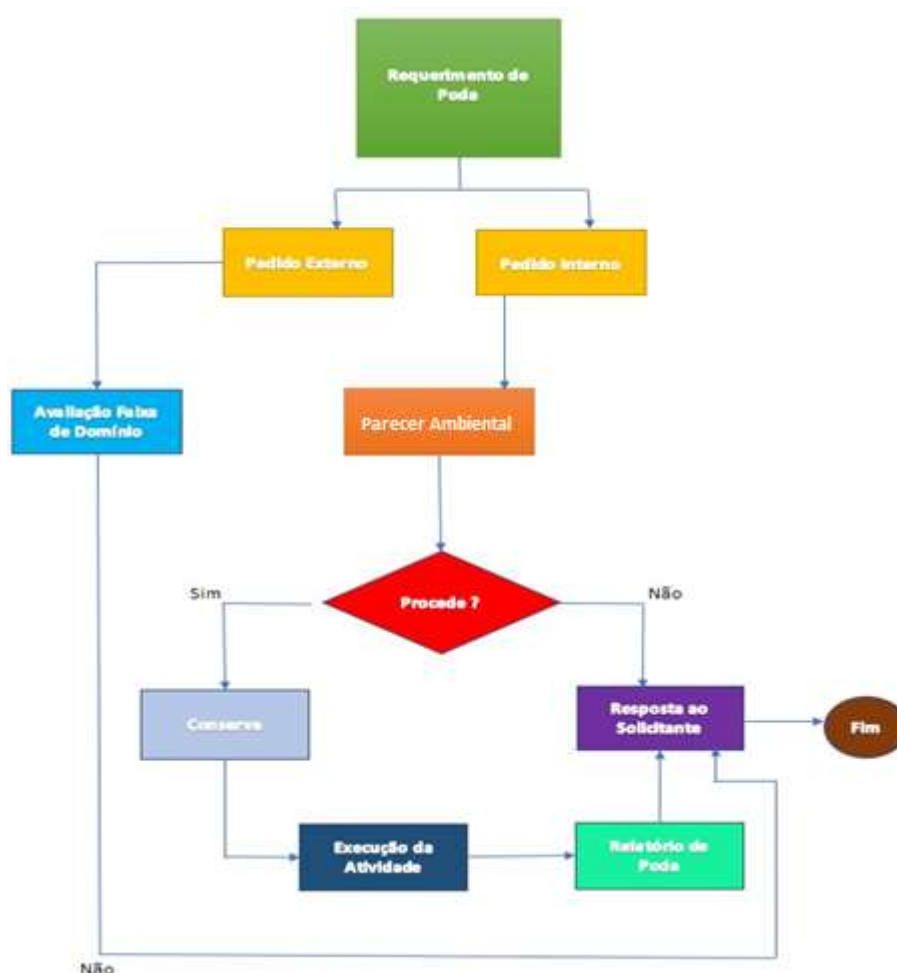 Requerimento de
Poda
Pedido Externo
Pedido Interno
Avaliação Faixa
de Domínio
Parecer Ambiental
Sim
Procede ?
Não
Conserva
Resposta ao
Solicitante
Fim
Execução da
Atividade
Relatório de
Poda
Não